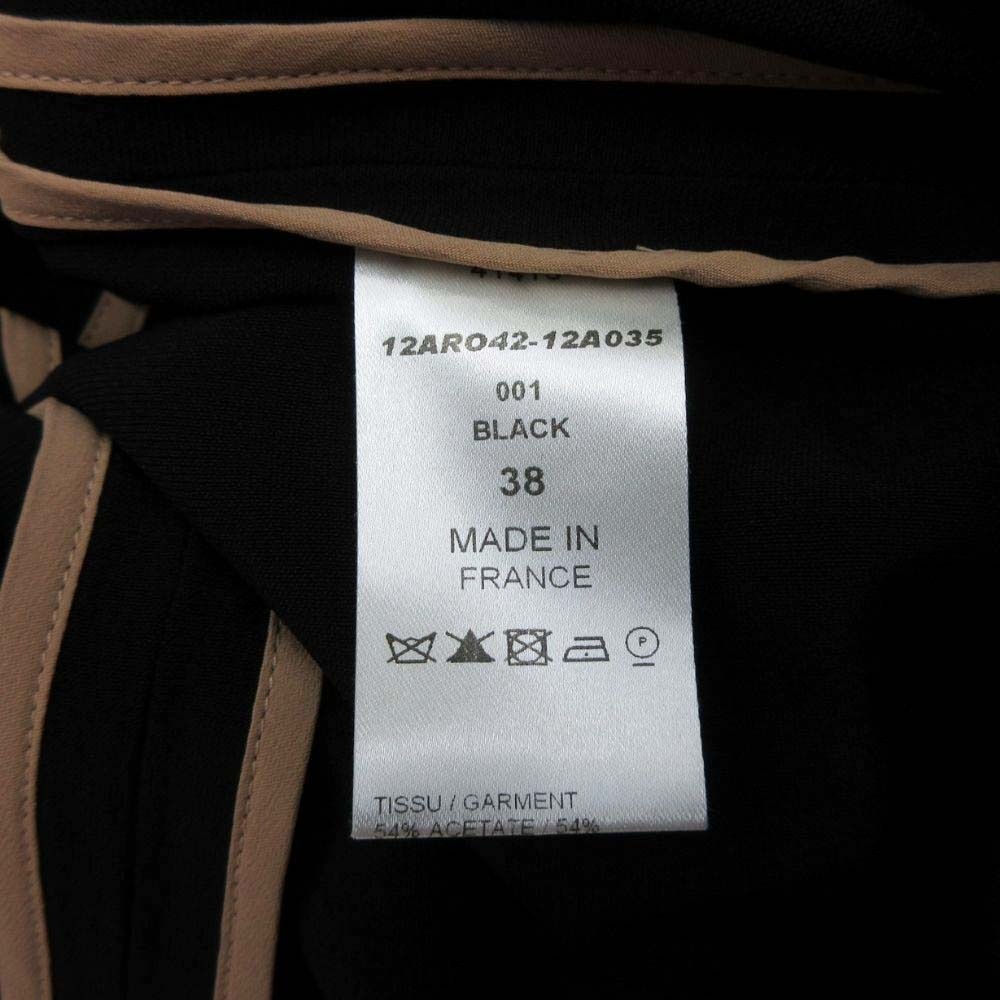 12ARO42-12A035
001
BLACK
38
MADE IN
FRANCE
P
TISSU / GARMENT
54% ACETATE / 54%